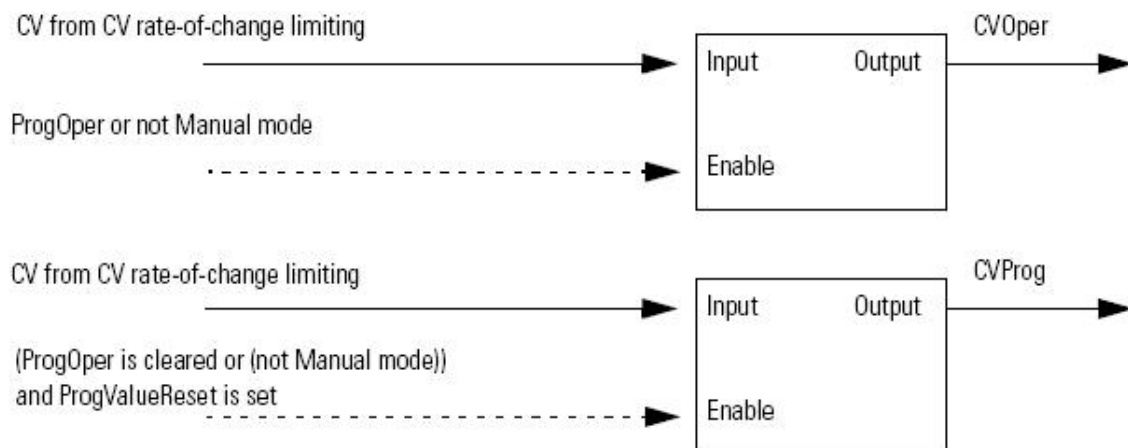 CV from CV rate-of-change limiting
CVOper
Input Output
ProgOper or not Manual mode
Enable
CV from CV rate-of-change limiting
CVProg
Input Output
(ProgOper is cleared or (not Manual mode))
and ProgValueReset is set
Enable